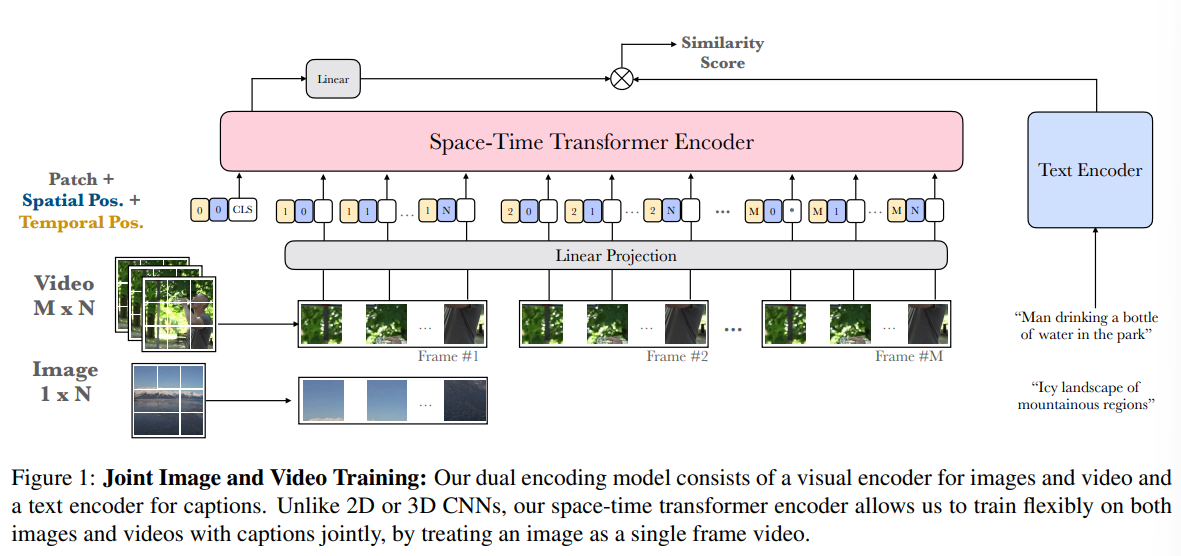 Similarity
Score
Linear
Space-Time Transformer Encoder
Text Encoder
Patch +
Spatial Pos. +
Temporal Pos.
0 0 CLS 1 0 1 1 ... 1 N 2 0 2 1 ... 2 N ... M 0 * M 1 ... M N
Linear Projection
Video
M x N
... ... ... ...
Frame #1 Frame #2 Frame #M
“Man drinking a bottle
of water in the park”
Image
1 x N
...
“Icy landscape of
mountainous regions”
Figure 1: Joint Image and Video Training: Our dual encoding model consists of a visual encoder for images and video and
a text encoder for captions. Unlike 2D or 3D CNNs, our space-time transformer encoder allows us to train flexibly on both
images and videos with captions jointly, by treating an image as a single frame video.